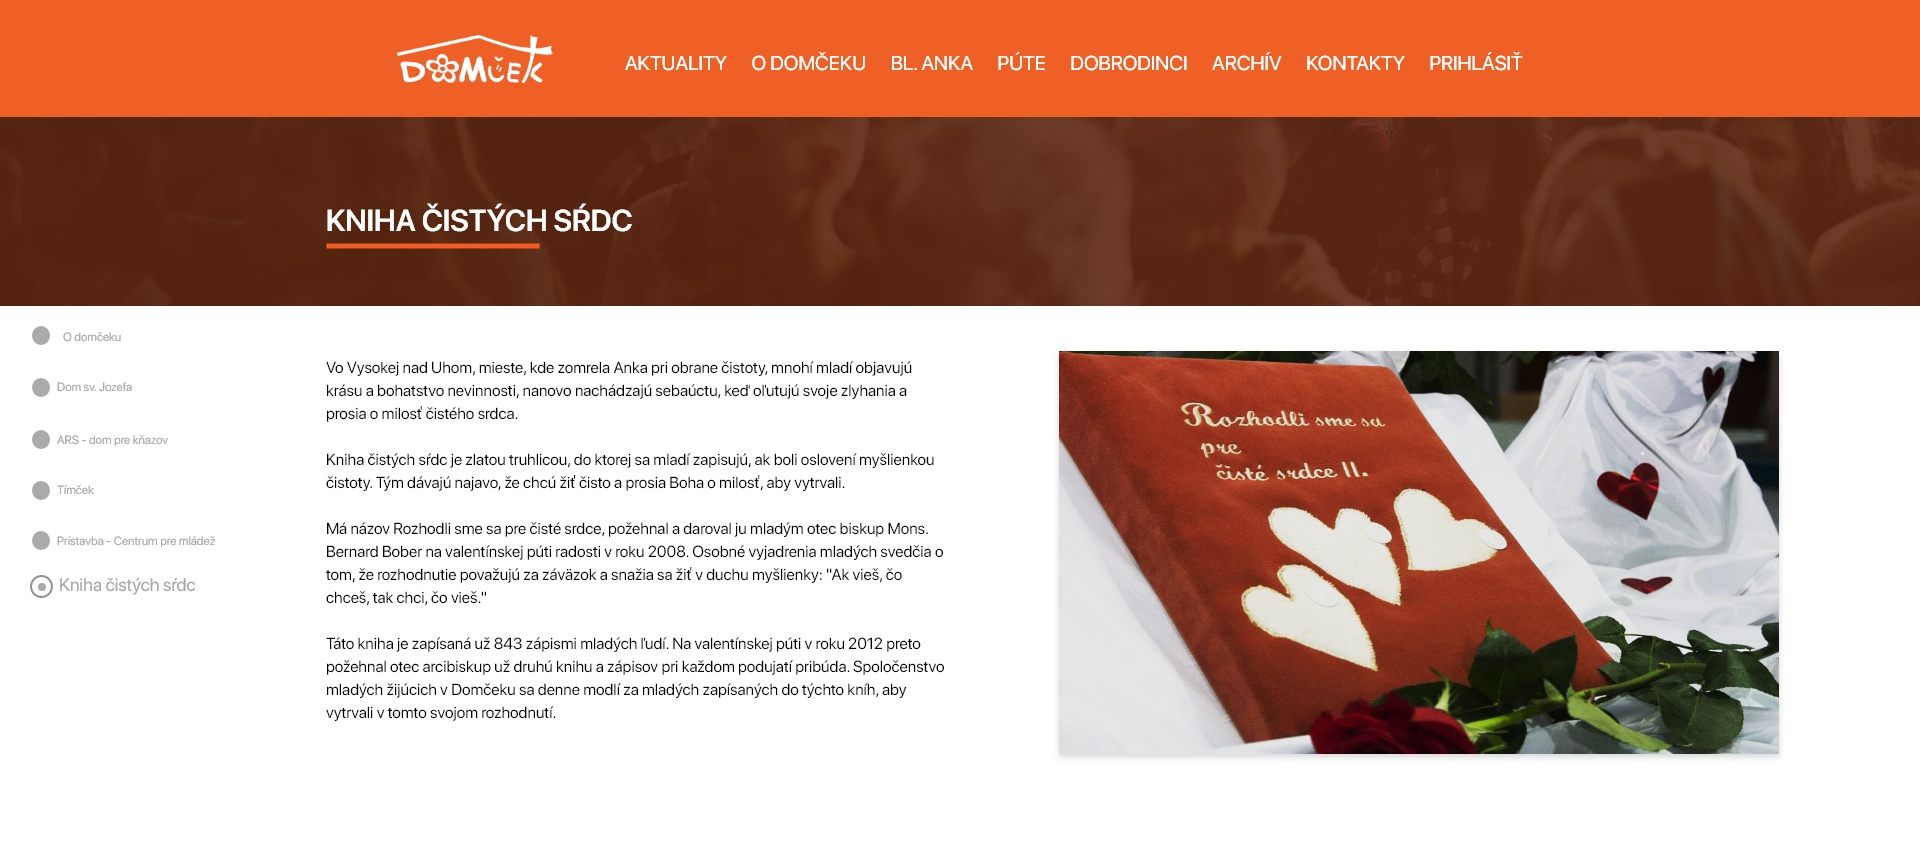 DOMČEK
AKTUALITY O DOMČEKU BL. ANKA PÚTE DOBRODINCI ARCHÍV KONTAKTY PRIHLÁSIŤ
KNIHA ČISTÝCH SŔDC
O domčeku
Dom sv. Jozefa
ARS - dom pre kňazov
Tímček
Prístavba - Centrum pre mládež
Kniha čistých sŕdc
Vo Vysokej nad Uhom, mieste, kde zomrela Anka pri obrane čistoty, mnohí mladí objavujú
krásu a bohatstvo nevinnosti, nanovo nachádzajú sebaúctu, keď oľutujú svoje zlyhania a
prosia o milosť čistého srdca.
Kniha čistých sŕdc je zlatou truhlicou, do ktorej sa mladí zapisujú, ak boli oslovení myšlienkou
čistoty. Tým dávajú najavo, že chcú žiť čisto a prosia Boha o milosť, aby vytrvali.
Má názov Rozhodli sme sa pre čisté srdce, požehnal a daroval ju mladým otec biskup Mons.
Bernard Bober na valentínskej púti radosti v roku 2008. Osobné vyjadrenia mladých svedčia o
tom, že rozhodnutie považujú za záväzok a snažia sa žiť v duchu myšlienky: "Ak vieš, čo
chceš, tak chci, čo vieš."
Táto kniha je zapísaná už 843 zápismi mladých ľudí. Na valentínskej púti v roku 2012 preto
požehnal otec arcibiskup už druhú knihu a zápisov pri každom podujatí pribúda. Spoločenstvo
mladých žijúcich v Domčeku sa denne modlí za mladých zapísaných do týchto kníh, aby
vytrvali v tomto svojom rozhodnutí.
Rozhodli sme sa
pre
čisté srdce II.